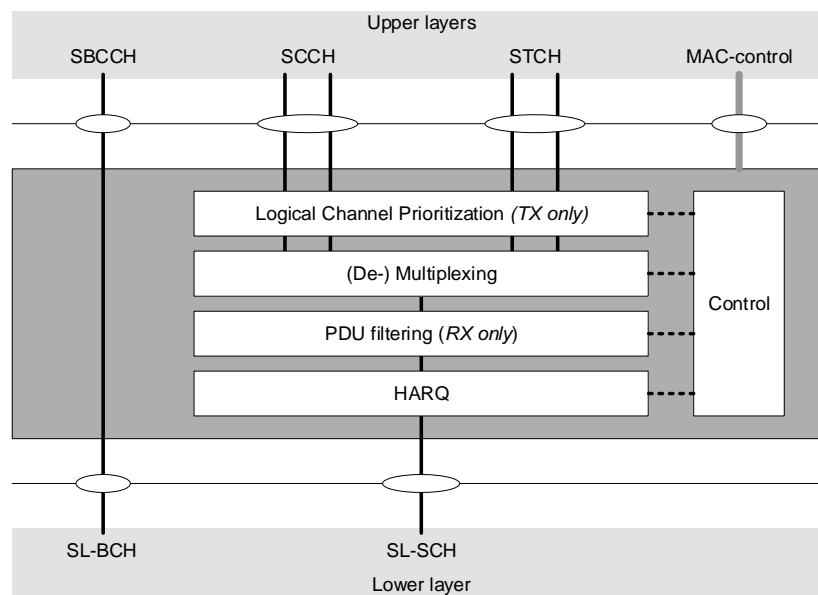 Upper layers
SBCCH SCCH STCH MAC-control
Logical Channel Prioritization (TX only)
(De-) Multiplexing
Control
PDU filtering (RX only)
HARQ
SL-BCH SL-SCH
Lower layer